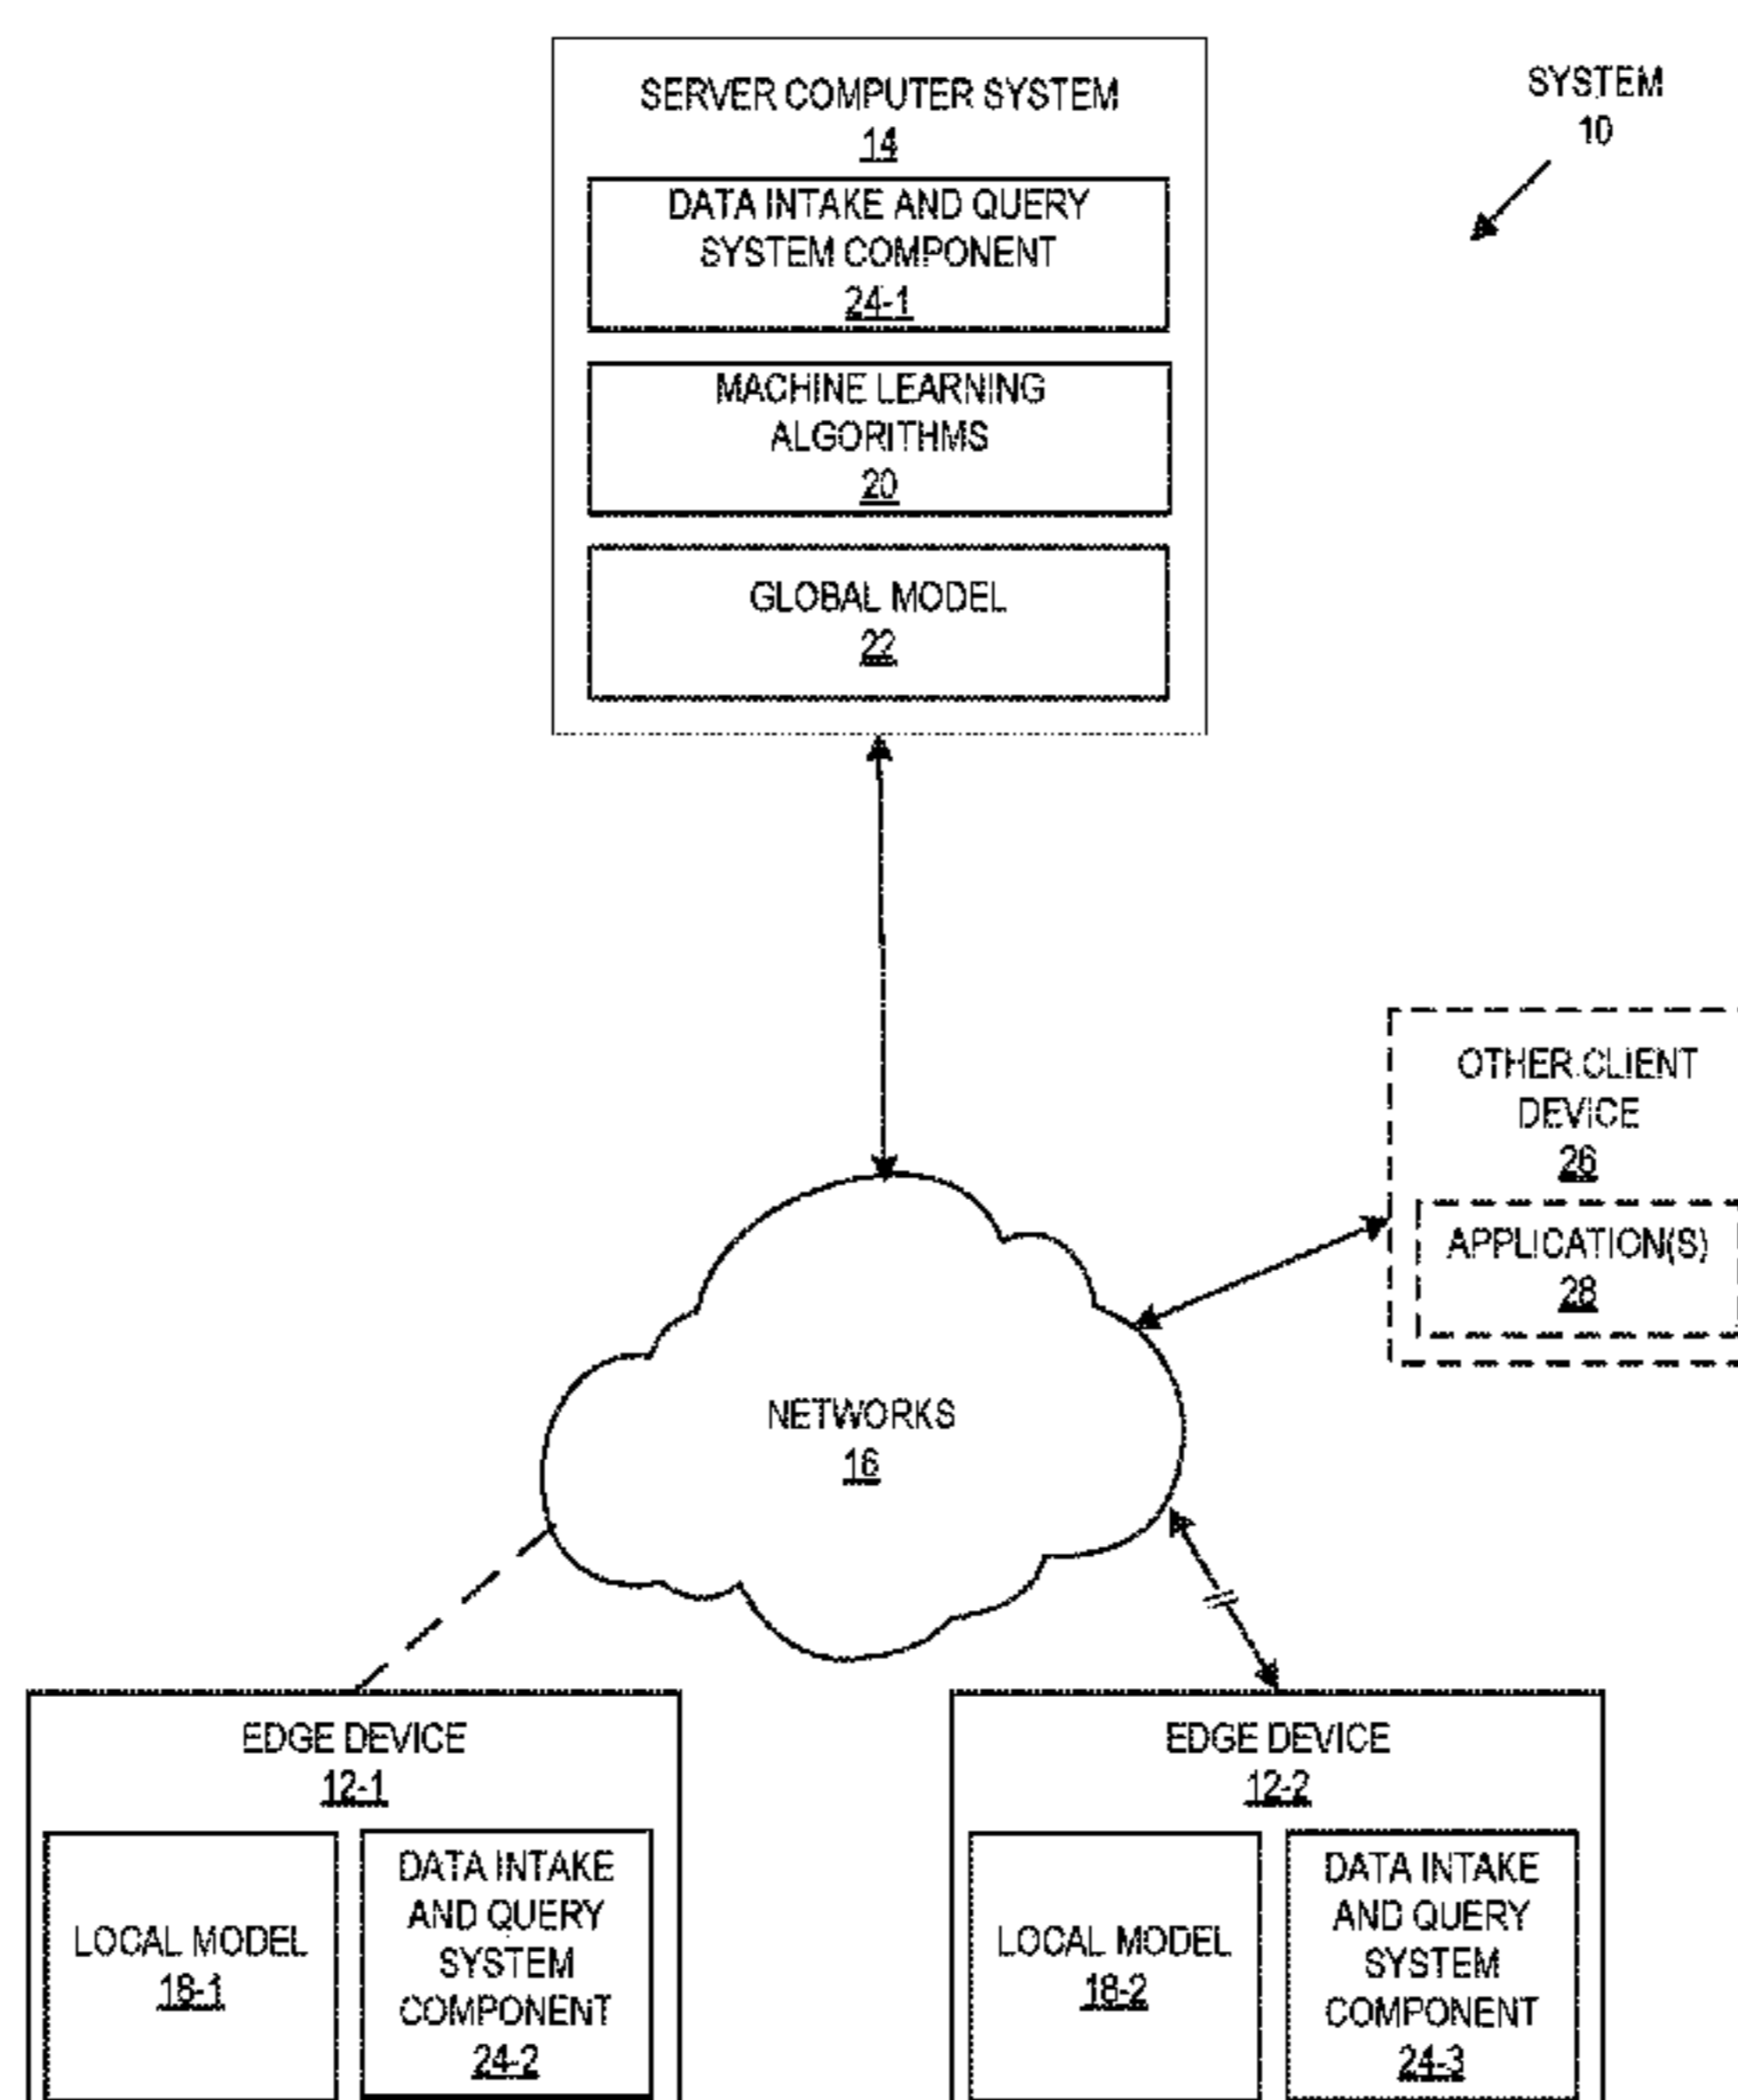 SERVER COMPUTER SYSTEM
14
SYSTEM
10
DATA INTAKE AND QUERY
SYSTEM COMPONENT
24-1
MACHINE LEARNING
ALGORITHMS
20
GLOBAL MODEL
22
OTHER CLIENT
DEVICE
26
APPLICATION(S)
28
NETWORKS
16
EDGE DEVICE
12-1
LOCAL MODEL
18-1
DATA INTAKE
AND QUERY
SYSTEM
COMPONENT
24-2
EDGE DEVICE
12-2
LOCAL MODEL
18-2
DATA INTAKE
AND QUERY
SYSTEM
COMPONENT
24-3